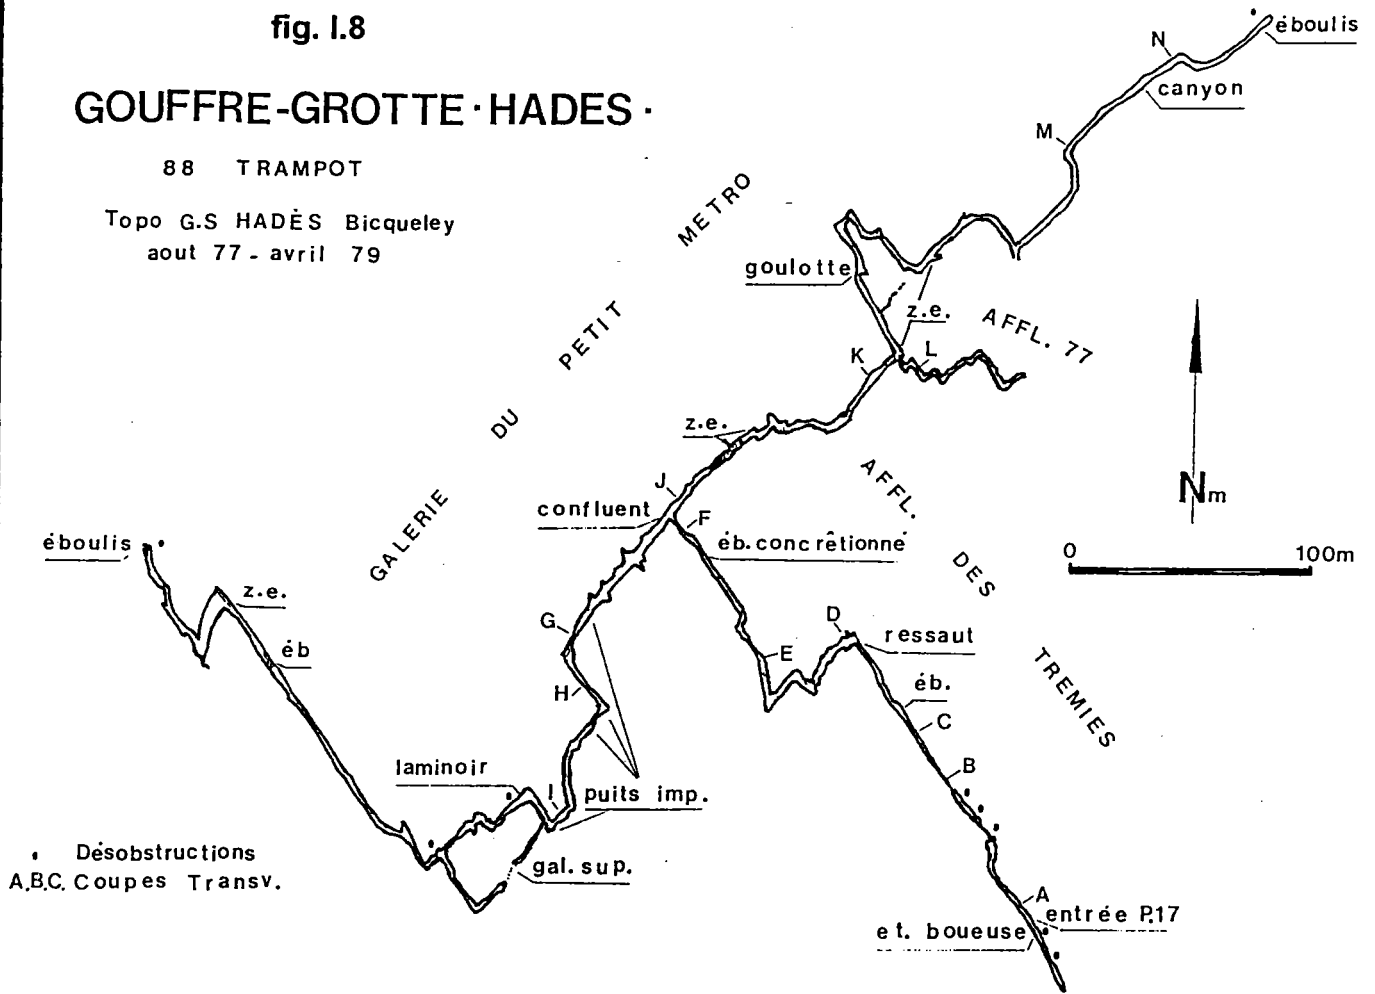 fig. I.8
GOUFFRE-GROTTE·HADES·
88 TRAMPOT
Topo G.S HADÈS Bicqueley
aout 77 - avril 79
éboulis
N
canyon
M
GALERIE DU PETIT METRO
goulotte
z.e.
AFFL. 77
K
L
z.e.
J
confluent
F
éb. concrêtionné
AFFL. DES TREMIES
Nm
0 100m
éboulis
z.e.
éb
G
E
D
ressaut
H
éb.
C
B
laminoir
I
puits imp.
gal. sup.
A
entrée P.17
et. boueuse
Désobstructions
A.B.C. Coupes Transv.